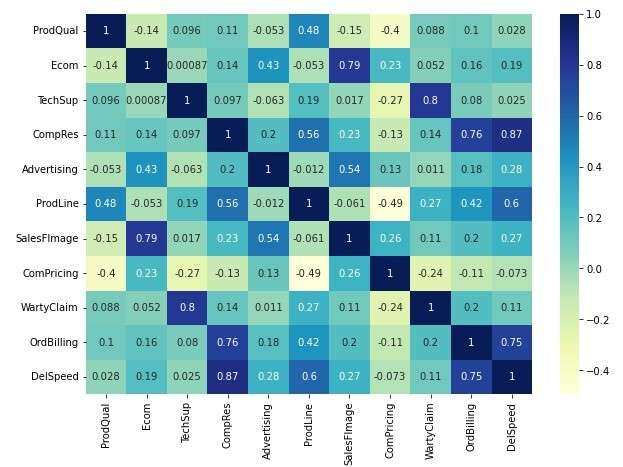 ProdQual 1 -0.14 0.096 0.11 -0.053 0.48 -0.15 -0.4 0.088 0.1 0.028
Ecom -0.14 1 0.00087 0.14 0.43 -0.053 0.79 0.23 0.052 0.16 0.19
TechSup 0.096 0.00087 1 0.097 -0.063 0.19 0.017 -0.27 0.8 0.08 0.025
CompRes 0.11 0.14 0.097 1 0.2 0.56 0.23 -0.13 0.14 0.76 0.87
Advertising -0.053 0.43 -0.063 0.2 1 -0.012 0.54 0.13 0.011 0.18 0.28
ProdLine 0.48 -0.053 0.19 0.56 -0.012 1 -0.061 -0.49 0.27 0.42 0.6
SalesFImage -0.15 0.79 0.017 0.23 0.54 -0.061 1 0.26 0.11 0.2 0.27
ComPricing -0.4 0.23 -0.27 -0.13 0.13 -0.49 0.26 1 -0.24 -0.11 -0.073
WartyClaim 0.088 0.052 0.8 0.14 0.011 0.27 0.11 -0.24 1 0.2 0.11
OrdBilling 0.1 0.16 0.08 0.76 0.18 0.42 0.2 -0.11 0.2 1 0.75
DelSpeed 0.028 0.19 0.025 0.87 0.28 0.6 0.27 -0.073 0.11 0.75 1
ProdQual
Ecom
TechSup
CompRes
Advertising
ProdLine
SalesFImage
ComPricing
WartyClaim
OrdBilling
DelSpeed
1.0
0.8
0.6
0.4
0.2
0.0
−0.2
−0.4